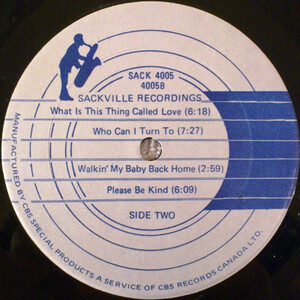 SACK 4005
4005B
SACKVILLE RECORDINGS
What Is This Thing Called Love (6:18)
Who Can I Turn To (7:27)
Walkin' My Baby Back Home (2:59)
Please Be Kind (6:09)
SIDE TWO
MANUFACTURED BY CBS SPECIAL PRODUCTS A SERVICE OF CBS RECORDS CANADA LTD.